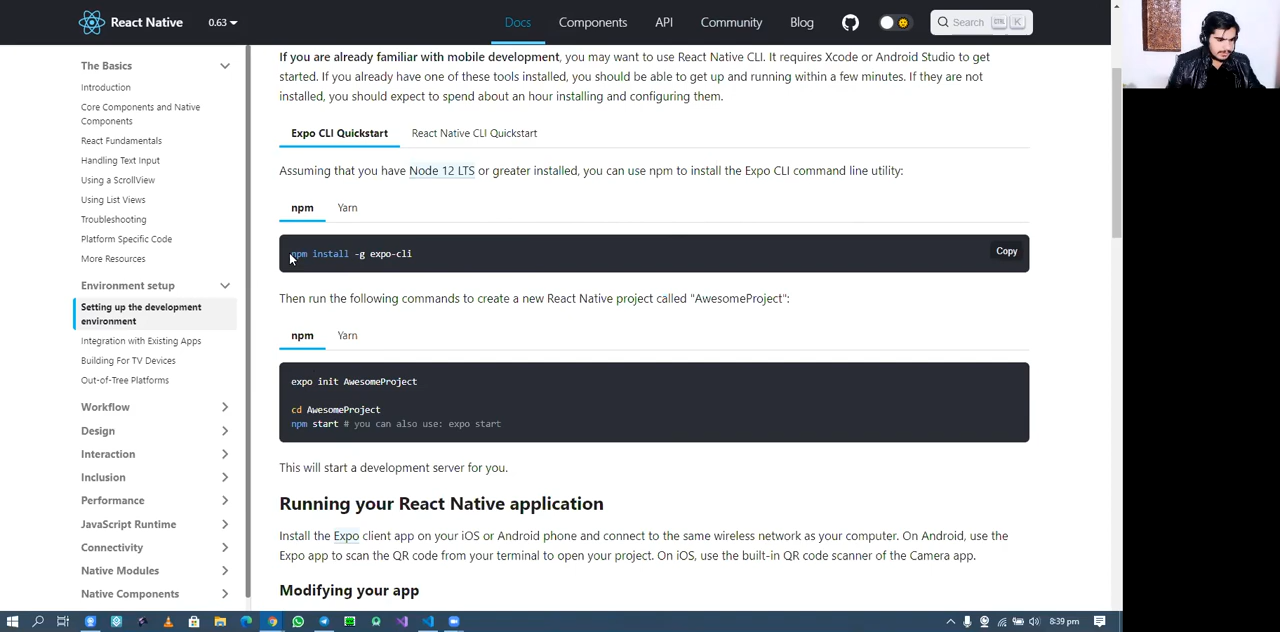 React Native
0.63
Docs
Components
API
Community
Blog
Search
CTRL
K
The Basics
Introduction
Core Components and Native
Components
React Fundamentals
Handling Text Input
Using a ScrollView
Using List Views
Troubleshooting
Platform Specific Code
More Resources
Environment setup
Setting up the development
environment
Integration with Existing Apps
Building For TV Devices
Out-of-Tree Platforms
Workflow
Design
Interaction
Inclusion
Performance
JavaScript Runtime
Connectivity
Native Modules
Native Components
If you are already familiar with mobile development, you may want to use React Native CLI. It requires Xcode or Android Studio to get
started. If you already have one of these tools installed, you should be able to get up and running within a few minutes. If they are not
installed, you should expect to spend about an hour installing and configuring them.
Expo CLI Quickstart
React Native CLI Quickstart
Assuming that you have Node 12 LTS or greater installed, you can use npm to install the Expo CLI command line utility:
npm
Yarn
npm install -g expo-cli
Copy
Then run the following commands to create a new React Native project called "AwesomeProject":
npm
Yarn
expo init AwesomeProject
cd AwesomeProject
npm start # you can also use: expo start
This will start a development server for you.
Running your React Native application
Install the Expo client app on your iOS or Android phone and connect to the same wireless network as your computer. On Android, use the
Expo app to scan the QR code from your terminal to open your project. On iOS, use the built-in QR code scanner of the Camera app.
Modifying your app
8:39 pm